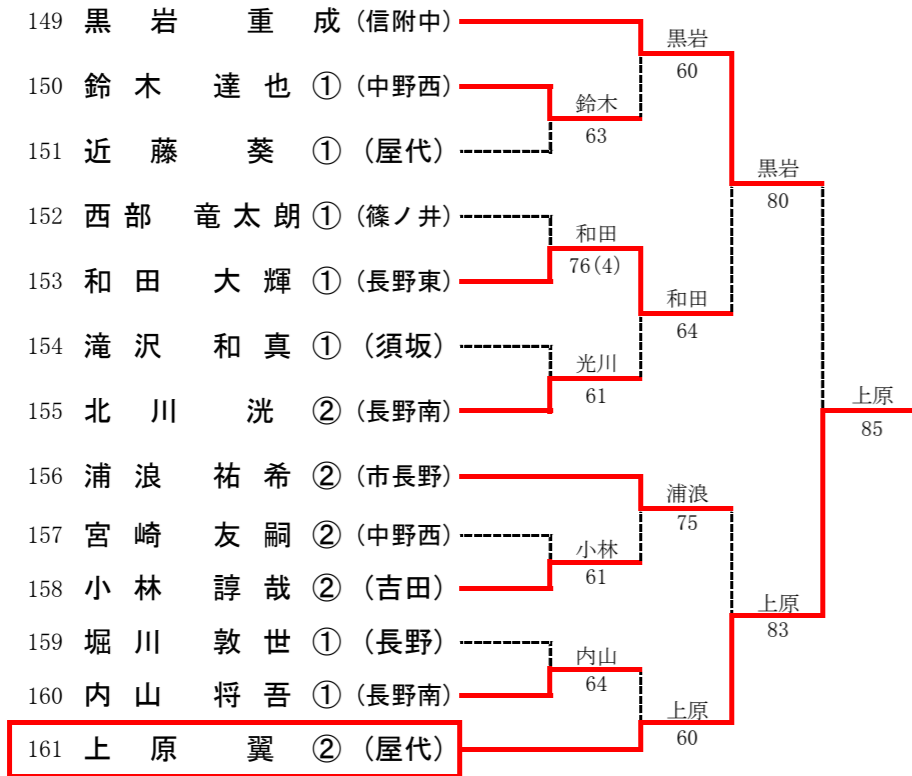 149 黒岩 重成 (信附中)
黒岩
60
150 鈴木 達也 ① (中野西)
鈴木
63
151 近藤 葵 ① (屋代)
黒岩
80
152 西部 竜太朗 ① (篠ノ井)
和田
76(4)
153 和田 大輝 ① (長野東)
和田
64
154 滝沢 和真 ① (須坂)
光川
61
155 北川 洸 ② (長野南)
上原
85
156 浦浪 祐希 ② (市長野)
浦浪
75
157 宮崎 友嗣 ② (中野西)
小林
61
158 小林 諄哉 ② (吉田)
上原
83
159 堀川 敦世 ① (長野)
内山
64
160 内山 将吾 ① (長野南)
上原
60
161 上原 翼 ② (屋代)